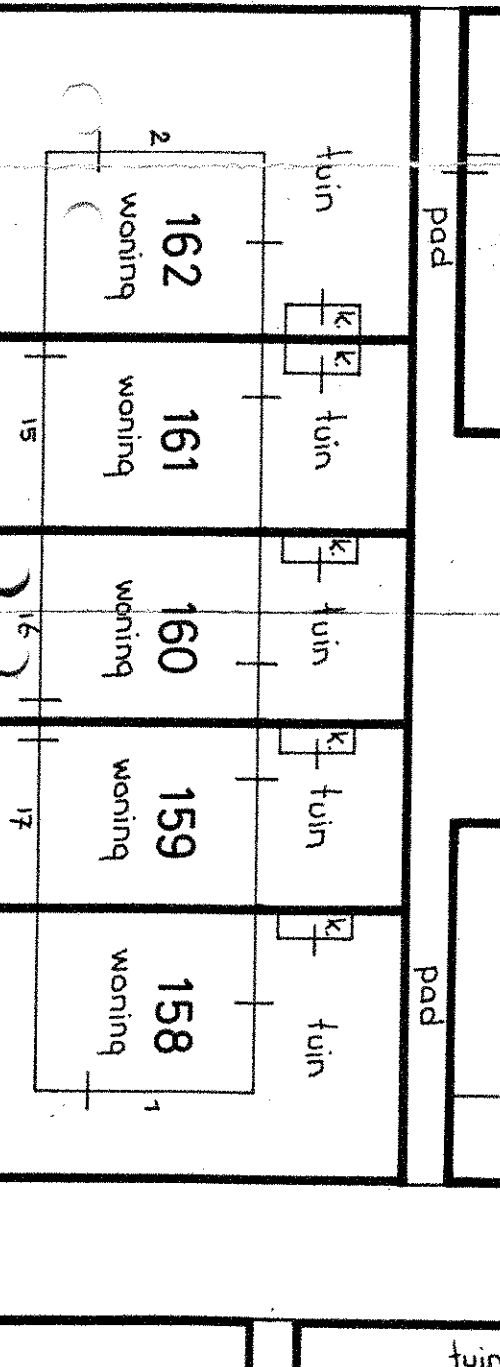 2
tuin
pad
162
woning
k.
k.
tuin
161
woning
15
k.
tuin
160
woning
16
k.
tuin
159
woning
17
k.
pad
tuin
158
woning
1
tuin